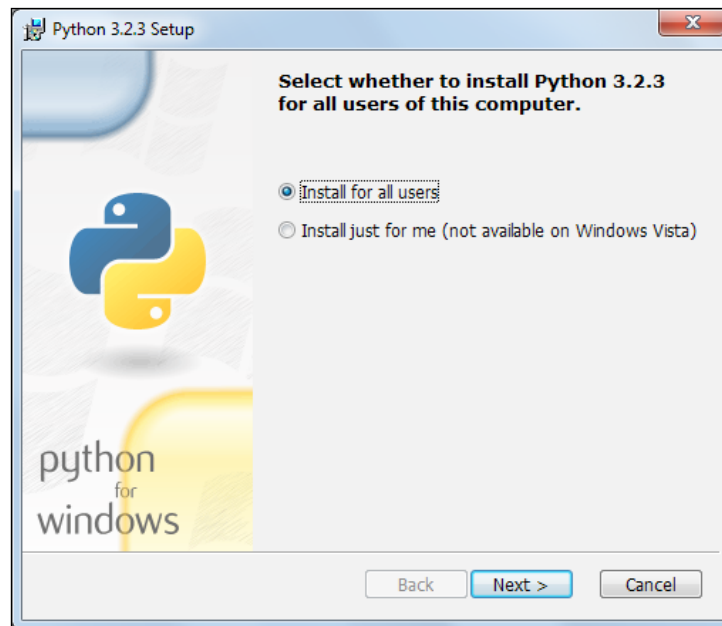 Python 3.2.3 Setup
Select whether to install Python 3.2.3
for all users of this computer.
Install for all users
Install just for me (not available on Windows Vista)
python
for
windows
Back
Next >
Cancel